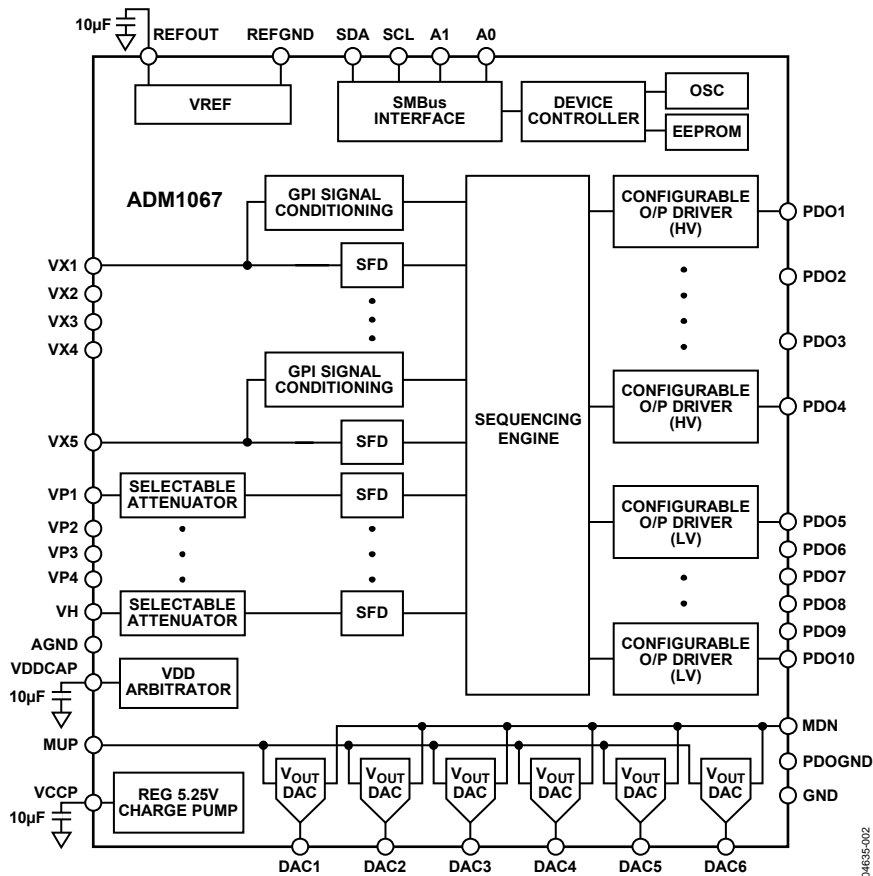 10µF
REFOUT
REFGND
SDA
SCL
A1
A0
VREF
SMBus
INTERFACE
DEVICE
CONTROLLER
OSC
EEPROM
ADM1067
GPI SIGNAL
CONDITIONING
SFD
GPI SIGNAL
CONDITIONING
SFD
SELECTABLE
ATTENUATOR
SFD
SELECTABLE
ATTENUATOR
SFD
SEQUENCING
ENGINE
CONFIGURABLE
O/P DRIVER
(HV)
CONFIGURABLE
O/P DRIVER
(HV)
CONFIGURABLE
O/P DRIVER
(LV)
CONFIGURABLE
O/P DRIVER
(LV)
VX1
VX2
VX3
VX4
VX5
VP1
VP2
VP3
VP4
VH
AGND
VDDCAP
10µF
VDD
ARBITRATOR
MUP
VCCP
10µF
REG 5.25V
CHARGE PUMP
PDO1
PDO2
PDO3
PDO4
PDO5
PDO6
PDO7
PDO8
PDO9
PDO10
MDN
PDOGND
GND
VOUT
DAC
VOUT
DAC
VOUT
DAC
VOUT
DAC
VOUT
DAC
VOUT
DAC
DAC1
DAC2
DAC3
DAC4
DAC5
DAC6
04635-002